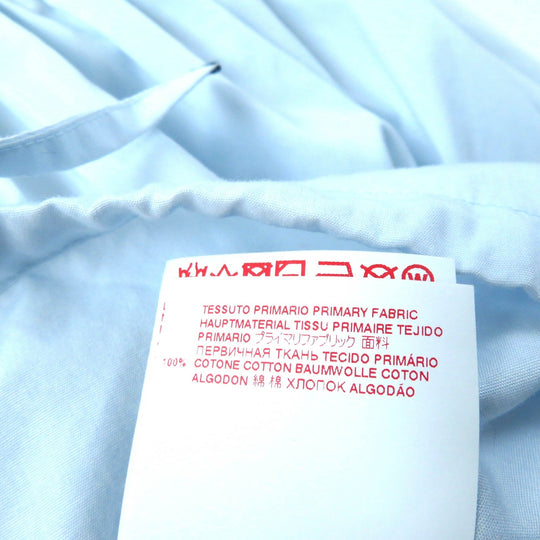 TESSUTO PRIMARIO PRIMARY FABRIC
HAUPTMATERIAL TISSU PRIMAIRE TEJIDO
PRIMARIO プライマリファブリック 面料
ПЕРВИЧНАЯ ТКАНЬ TECIDO PRIMÁRIO
100% COTONE COTTON BAUMWOLLE COTON
ALGODON 綿 棉 ХЛОПОК ALGODÃO